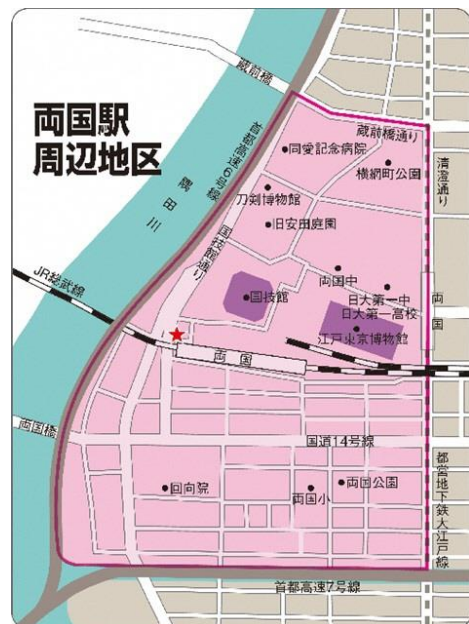 両国駅
周辺地区
蔵前橋
蔵前橋通り
首都高速6号線
隅田川
同愛記念病院
横網町公園
清澄通り
刀剣博物館
旧安田庭園
国技館通り
両国中
国技館
日大第一中
日大第一高校
江戸東京博物館
両国
JR総武線
両国
両国橋
国道14号線
回向院
両国小
両国公園
都営地下鉄大江戸線
首都高速7号線